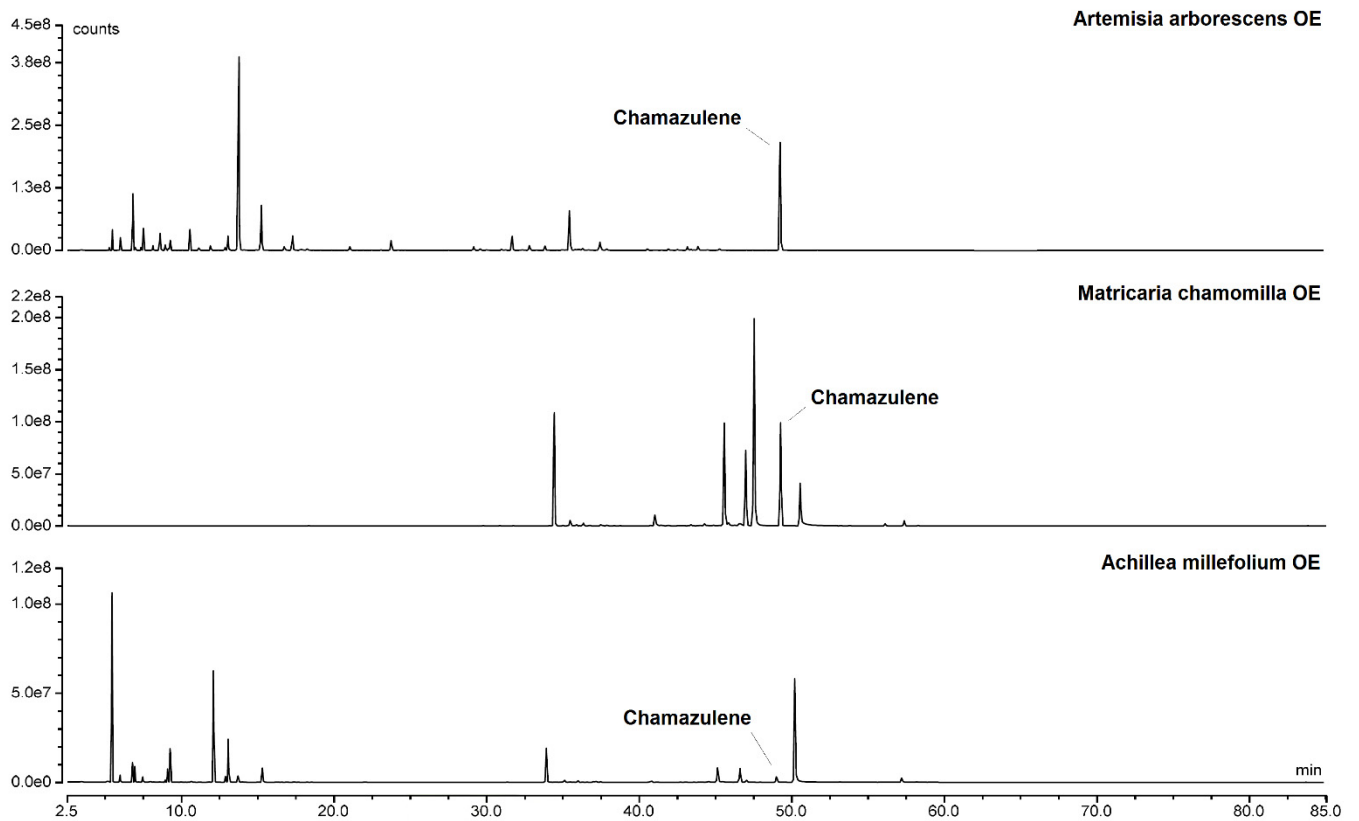 Artemisia arborescens OE
4.5e8
counts
3.8e8
2.5e8
1.3e8
0.0e0
Chamazulene
Matricaria chamomilla OE
2.2e8
2.0e8
1.5e8
1.0e8
5.0e7
0.0e0
Chamazulene
Achillea millefolium OE
1.2e8
1.0e8
5.0e7
0.0e0
Chamazulene
min
2.5 10.0 20.0 30.0 40.0 50.0 60.0 70.0 80.0 85.0